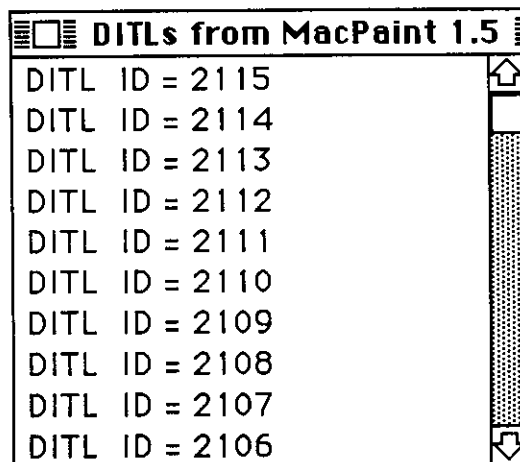 DITLs from MacPaint 1.5
DITL ID = 2115
DITL ID = 2114
DITL ID = 2113
DITL ID = 2112
DITL ID = 2111
DITL ID = 2110
DITL ID = 2109
DITL ID = 2108
DITL ID = 2107
DITL ID = 2106